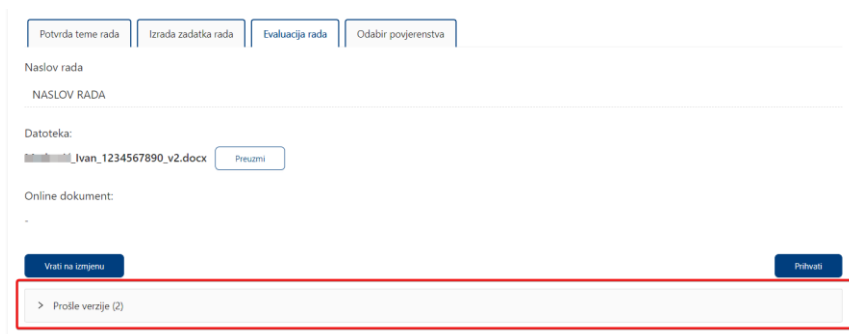 Potvrda teme rada Izrada zadatka rada Evaluacija rada Odabir povjerenstva
Naslov rada
NASLOV RADA
Datoteka:
_Ivan_1234567890_v2.docx Preuzmi
Online dokument:
-
Vrati na izmjenu Prihvati
> Prošle verzije (2)